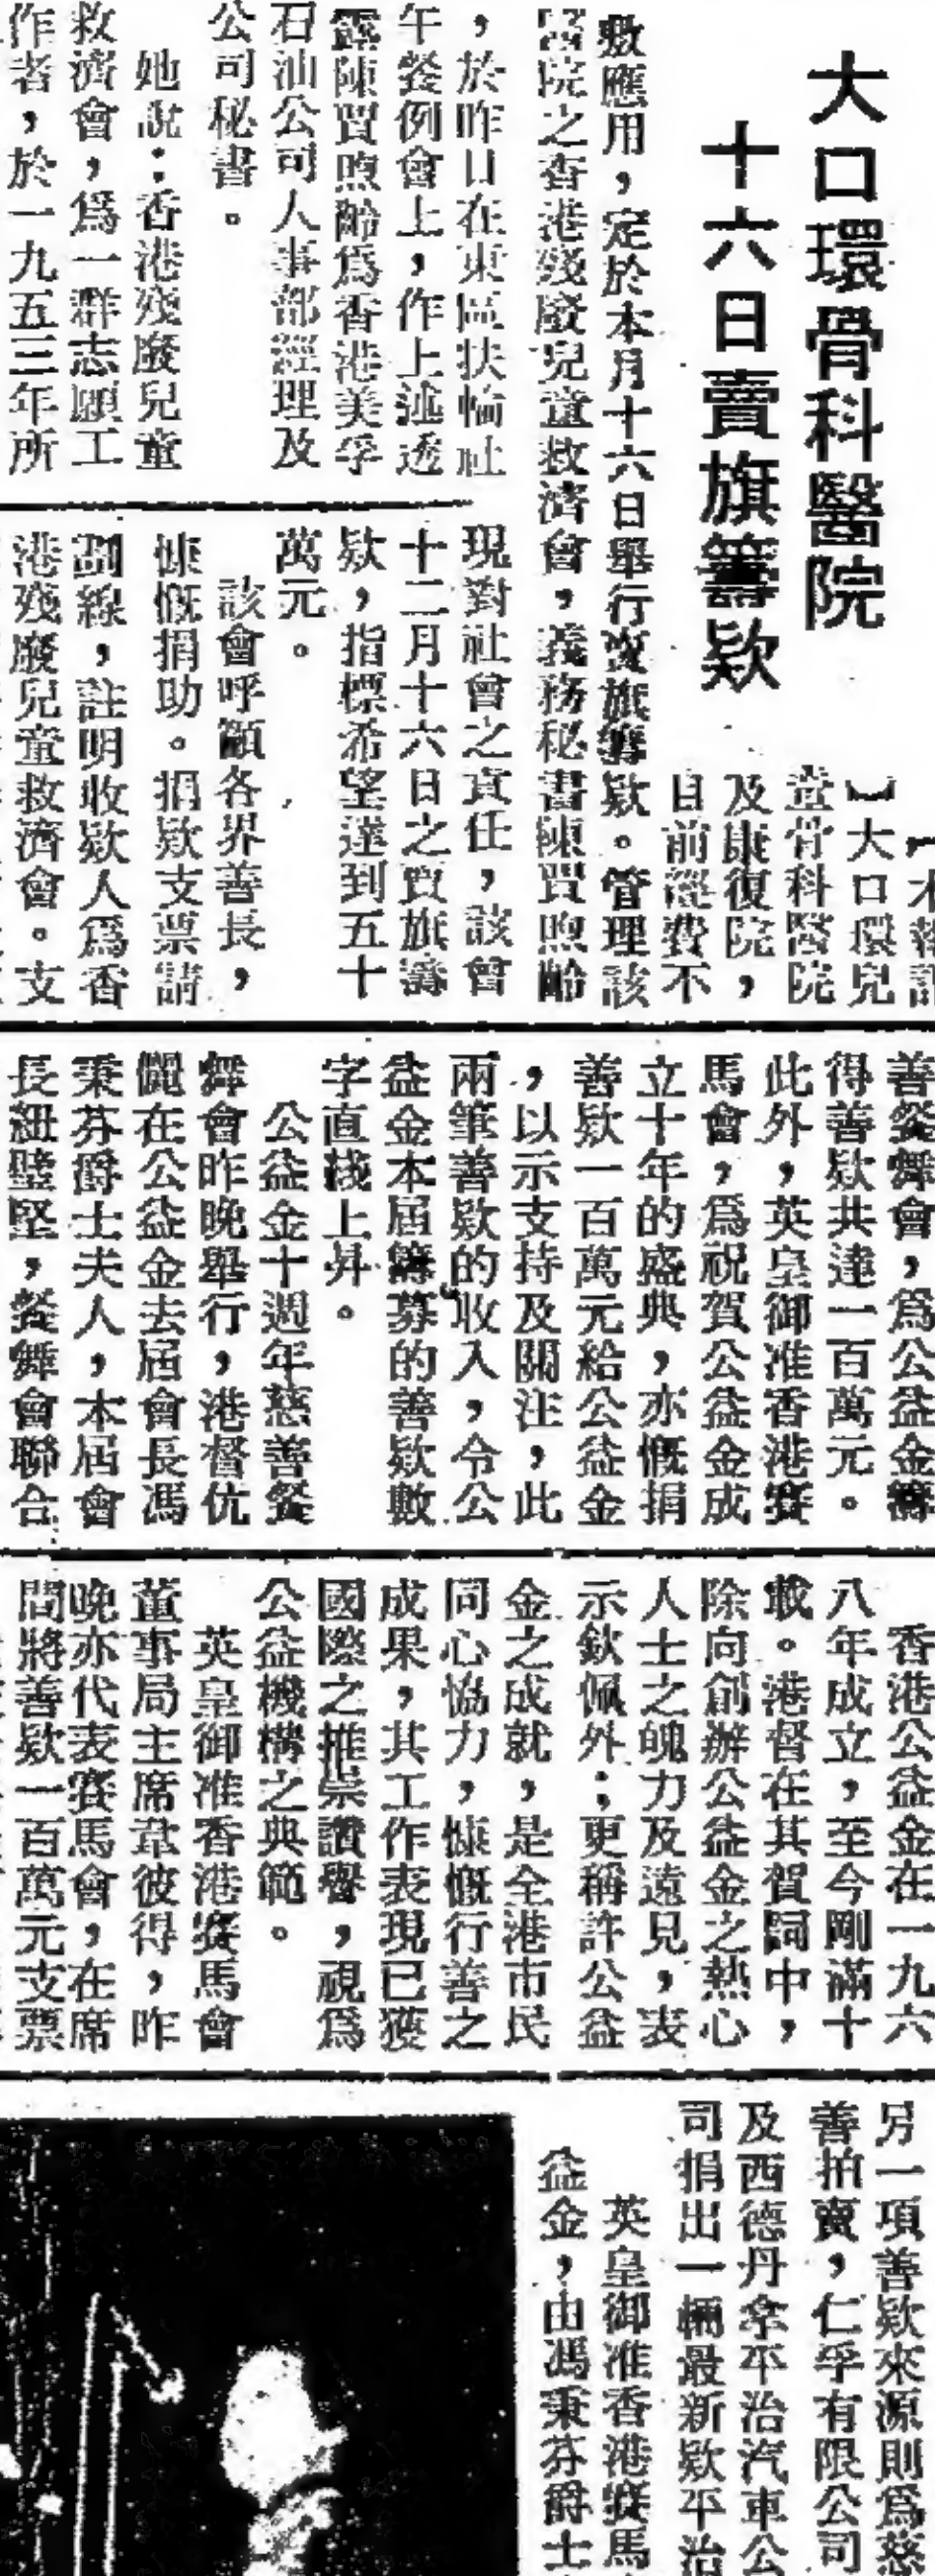 大口環骨科醫院
十六日賣旗籌欵
】大口環兒
童骨科醫院
及康復院，
目前經費不
敷應用，定於本月十六日舉行賣旗籌欵。管理該
醫院之香港殘廢兒童救濟會，義務秘書陳賈煦齡
，於昨日在東區扶輪社
午餐例會上，作上述透
露陳賈煦齡爲香港美孚
石油公司人事部經理及
公司秘書。
她說：香港殘廢兒童
救濟會，爲一群志願工
作者，於一九五三年所
現對社會之責任，該會
十二月十六日之賣旗籌
欵，指標希望達到五十
萬元。
該會呼籲各界善長，
慷慨捐助。捐欵支票請
劃線，註明收欵人爲香
港殘廢兒童救濟會。支
善餐舞會，爲公益金籌
得善欵共達一百萬元。
此外，英皇御准香港賽
馬會，爲祝賀公益金成
立十年的盛典，亦慨捐
善欵一百萬元給公益金
，以示支持及關注，此
兩筆善欵的收入，令公
益金本屆籌募的善欵數
字直綫上昇。
公益金十週年慈善餐
舞會昨晚舉行，港督伉
儷在公益金去屆會長馮
秉芬爵士夫人，本屆會
長紐壁堅，餐舞會聯合
香港公益金在一九六
八年成立，至今剛滿十
載。港督在其賀詞中，
除向創辦公益金之熱心
人士之魄力及遠見，表
示欽佩外；更稱許公益
金之成就，是全港市民
同心協力，慷慨行善之
成果，其工作表現已獲
國際之推崇讚譽，視爲
公益機構之典範。
英皇御准香港賽馬會
董事局主席韋彼得，昨
晚亦代表賽馬會，在席
間將善欵一百萬元支票
另一項善欵來源則爲慈
善拍賣，仁孚有限公司
及西德丹拿平治汽車公
司捐出一輛最新欵平治
英皇御准香港賽馬
益金，由馮秉芬爵士